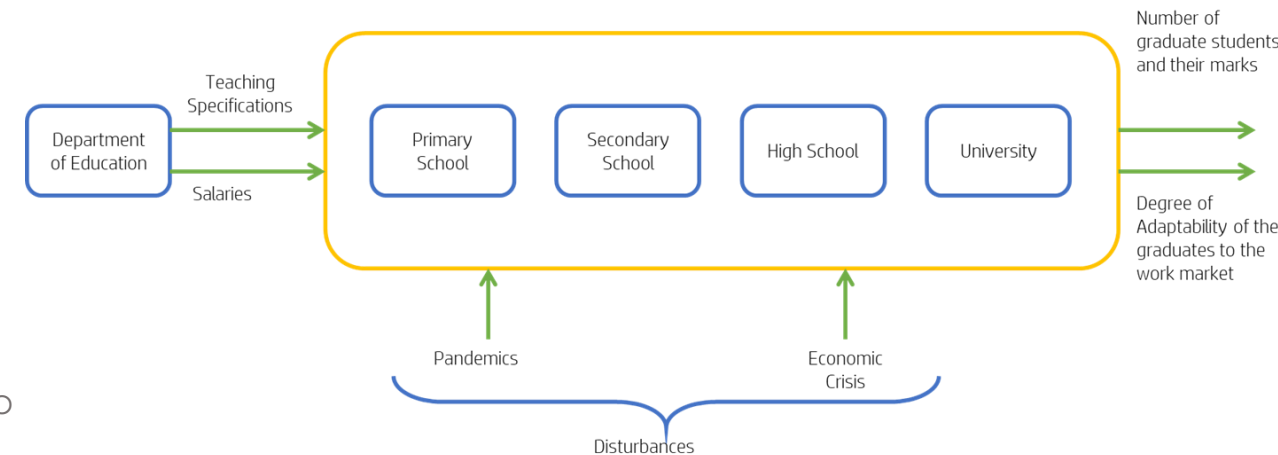 Number of
graduate students
and their marks
Teaching
Specifications
Department
of Education
Salaries
Primary
School
Secondary
School
High School
University
Degree of
Adaptability of the
graduates to the
work market
Pandemics
Economic
Crisis
Disturbances